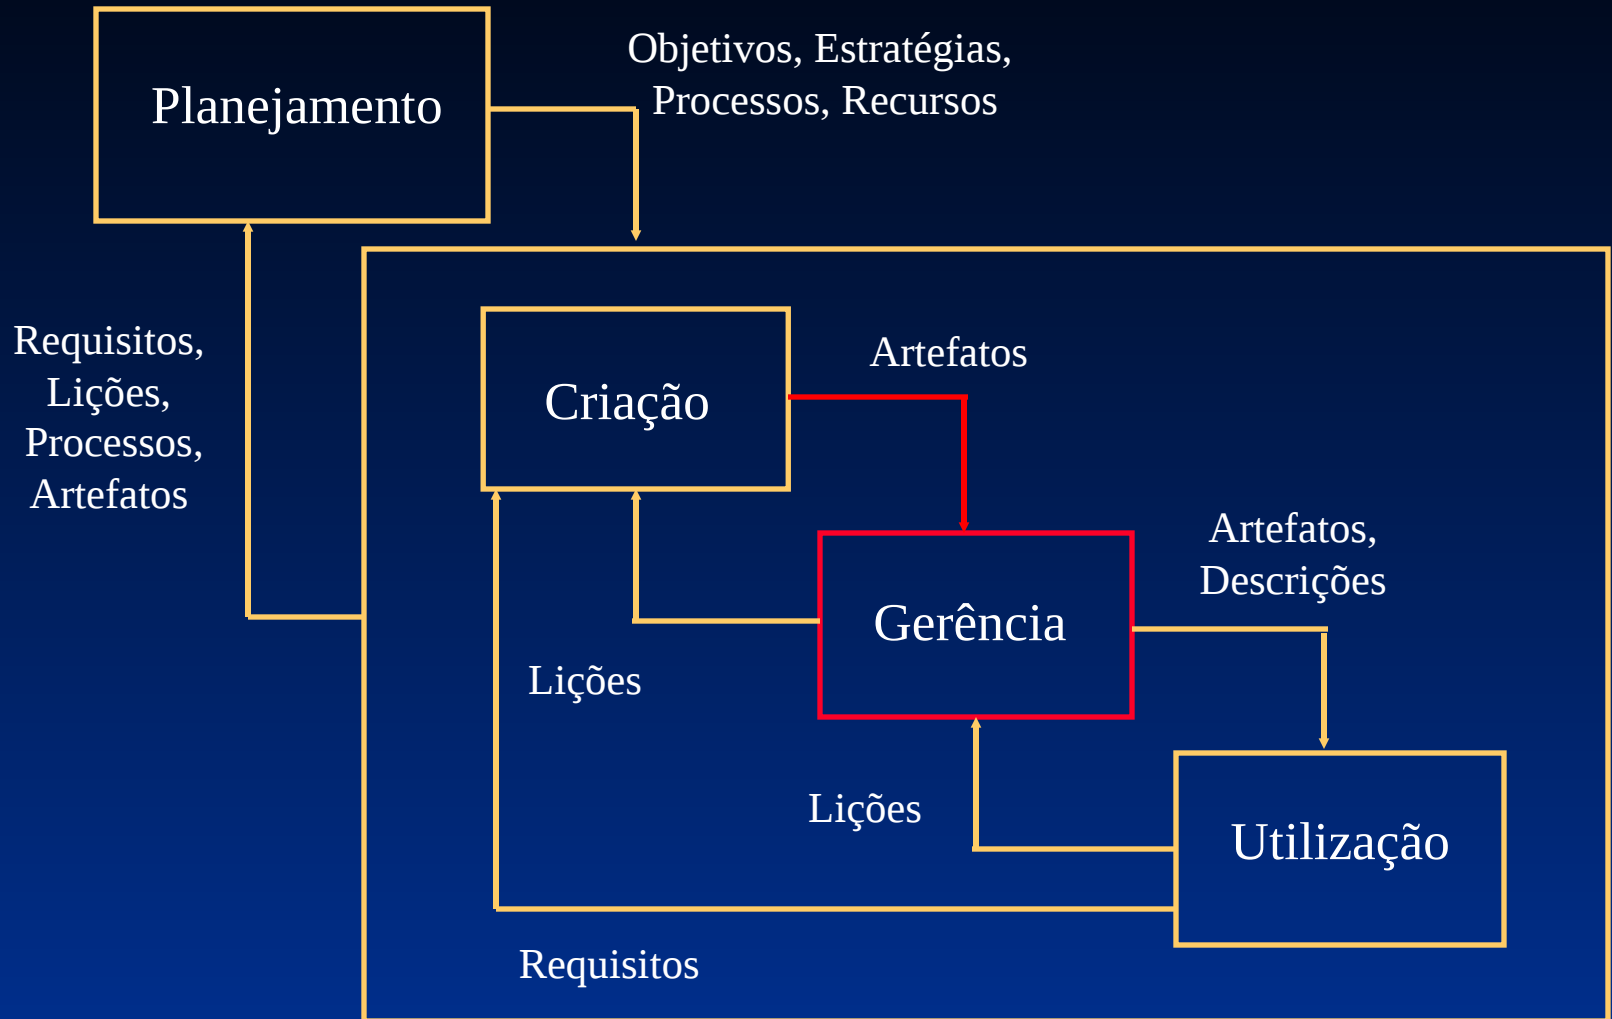 Planejamento
Objetivos, Estratégias,
Processos, Recursos
Requisitos,
Lições,
Processos,
Artefatos
Criação
Artefatos
Artefatos,
Descrições
Gerência
Lições
Lições
Utilização
Requisitos